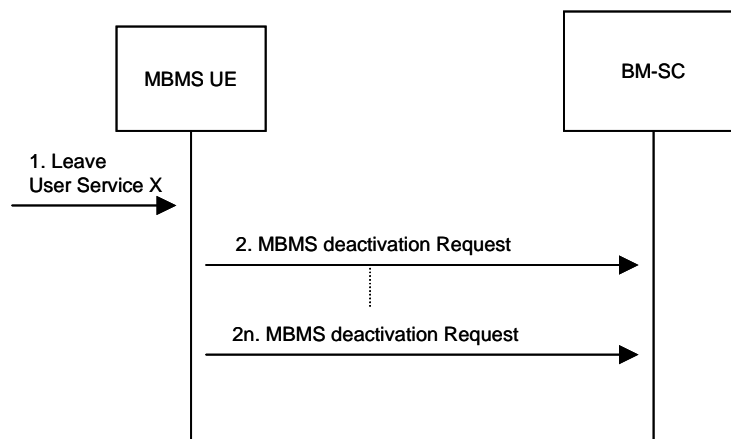 MBMS UE
BM-SC
1. Leave
User Service X
2. MBMS deactivation Request
2n. MBMS deactivation Request